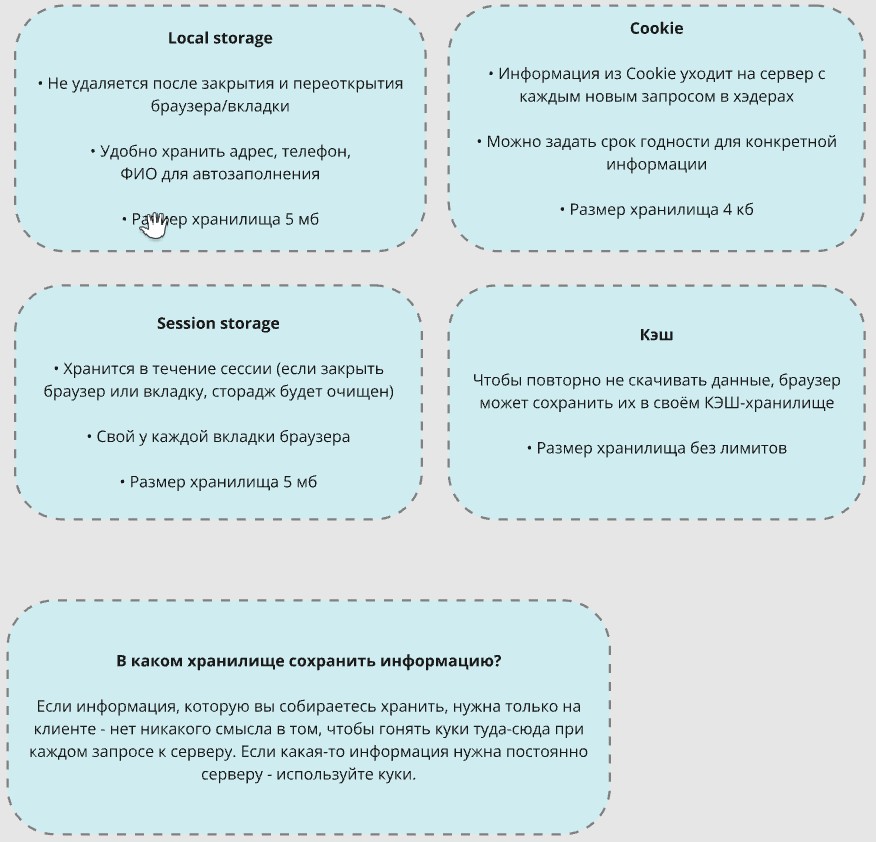 Local storage
• Не удаляется после закрытия и переоткрытия
браузера/вкладки
• Удобно хранить адрес, телефон,
ФИО для автозаполнения
• Размер хранилища 5 мб
Cookie
• Информация из Cookie уходит на сервер с
каждым новым запросом в хэдерах
• Можно задать срок годности для конкретной
информации
• Размер хранилища 4 кб
Session storage
• Хранится в течение сессии (если закрыть
браузер или вкладку, сторадж будет очищен)
• Свой у каждой вкладки браузера
• Размер хранилища 5 мб
Кэш
Чтобы повторно не скачивать данные, браузер
может сохранить их в своём КЭШ-хранилище
• Размер хранилища без лимитов
В каком хранилище сохранить информацию?
Если информация, которую вы собираетесь хранить, нужна только на
клиенте - нет никакого смысла в том, чтобы гонять куки туда-сюда при
каждом запросе к серверу. Если какая-то информация нужна постоянно
серверу - используйте куки.